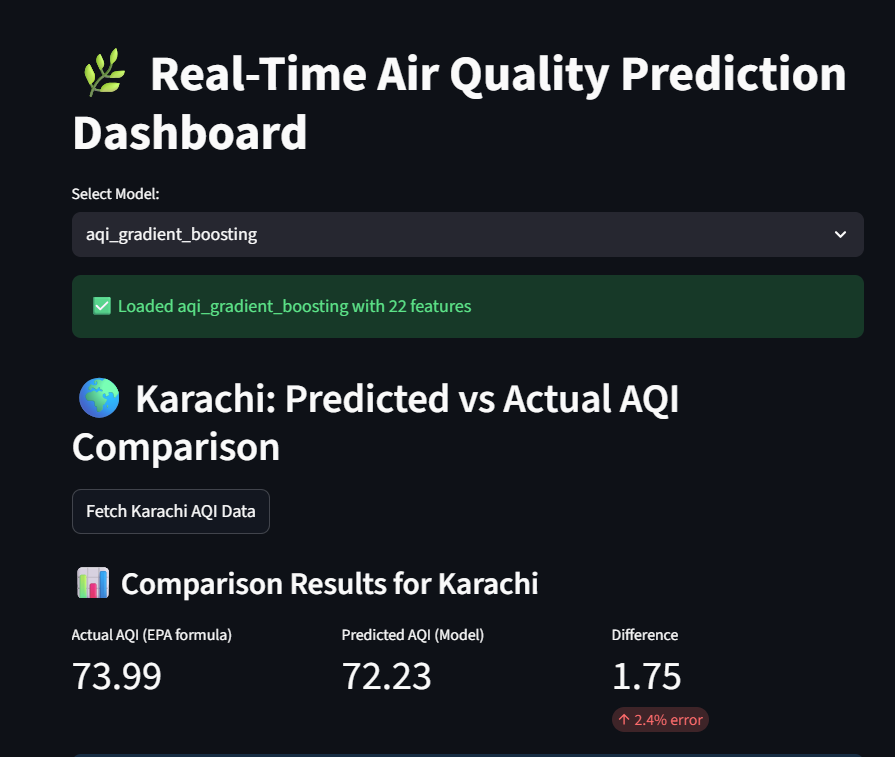 🌿 Real-Time Air Quality Prediction
Dashboard
Select Model:
aqi_gradient_boosting
✅ Loaded aqi_gradient_boosting with 22 features
🌍 Karachi: Predicted vs Actual AQI
Comparison
Fetch Karachi AQI Data
📊 Comparison Results for Karachi
Actual AQI (EPA formula) Predicted AQI (Model) Difference
73.99 72.23 1.75
↑ 2.4% error